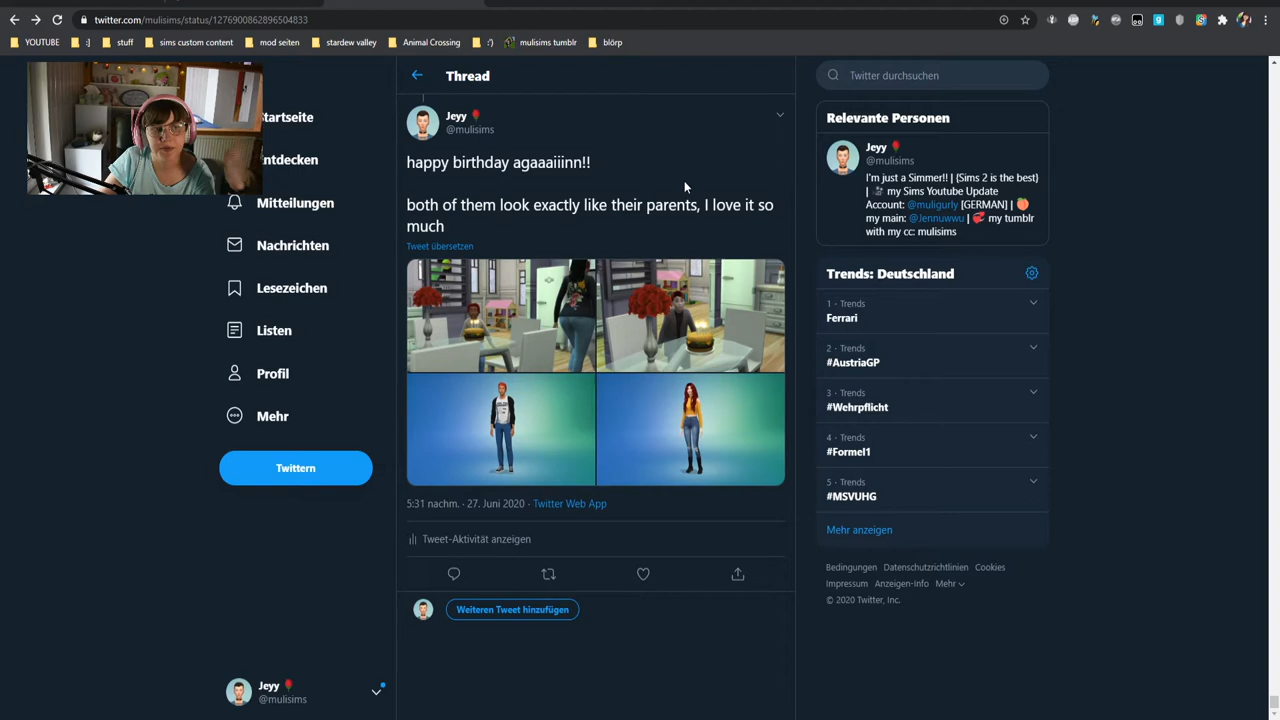 twitter.com/mulisims/status/1276900862896504833
YOUTUBE :] stuff sims custom content mod seiten stardew valley Animal Crossing :') mulisims tumblr blörp
Startseite
Entdecken
Mitteilungen
Nachrichten
Lesezeichen
Listen
Profil
Mehr
Twittern
Jeyy
@mulisims
Thread
Jeyy
@mulisims
happy birthday agaaaiiinn!!
both of them look exactly like their parents, I love it so
much
Tweet übersetzen
5:31 nachm. · 27. Juni 2020 · Twitter Web App
Tweet-Aktivität anzeigen
Weiteren Tweet hinzufügen
Twitter durchsuchen
Relevante Personen
Jeyy
@mulisims
I'm just a Simmer!! | {Sims 2 is the best}
| my Sims Youtube Update
Account: @muligurly [GERMAN] |
my main: @Jennuwwu | my tumblr
with my cc: mulisims
Trends: Deutschland
1 · Trends
Ferrari
2 · Trends
#AustriaGP
3 · Trends
#Wehrpflicht
4 · Trends
#Formel1
5 · Trends
#MSVUHG
Mehr anzeigen
Bedingungen Datenschutzrichtlinien Cookies
Impressum Anzeigen-Info Mehr
© 2020 Twitter, Inc.